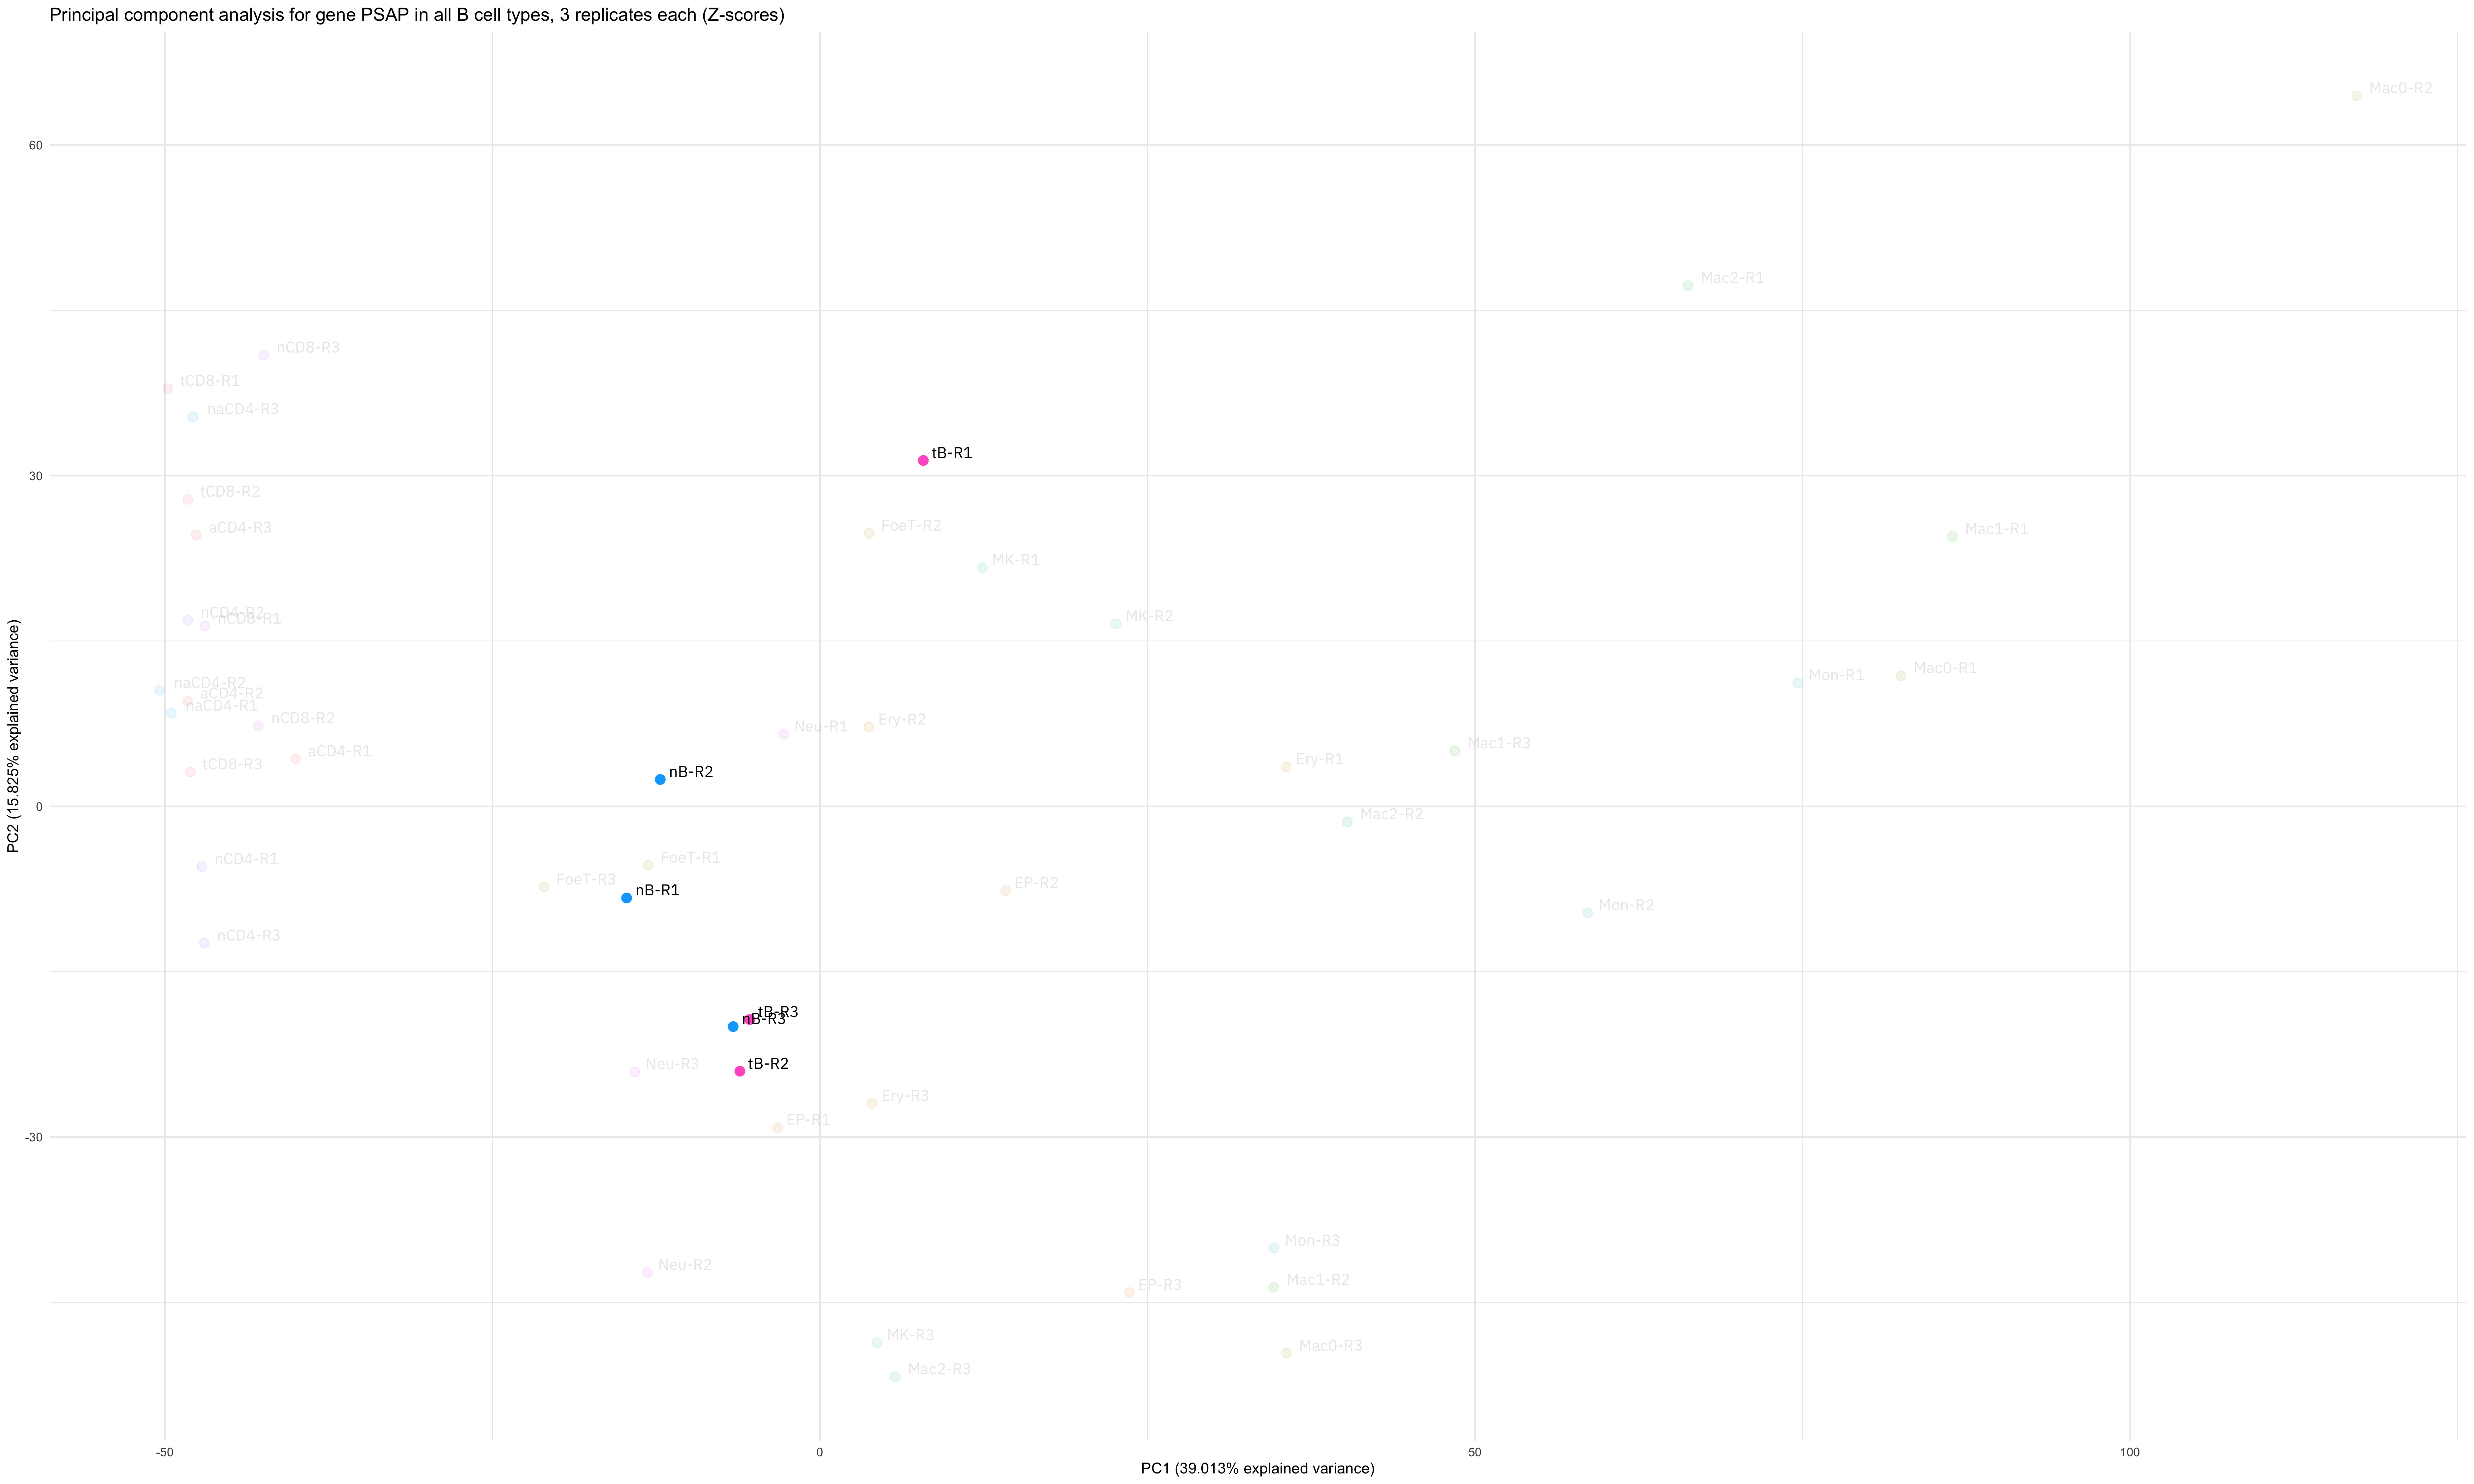 Principal component analysis for gene PSAP in all B cell types, 3 replicates each (Z-scores)
Mac0-R2
60
Mac2-R1
nCD8-R3
tCD8-R1
naCD4-R3
tB-R1
30
tCD8-R2
aCD4-R3
FoeT-R2
Mac1-R1
MK-R1
nCD4-R2
nCD8-R1
MK-R2
Mac0-R1
Mon-R1
naCD4-R2
aCD4-R2
naCD4-R1
nCD8-R2
Neu-R1
Ery-R2
Mac1-R3
aCD4-R1
Ery-R1
tCD8-R3
nB-R2
0
Mac2-R2
nCD4-R1
FoeT-R1
FoeT-R3
nB-R1
EP-R2
Mon-R2
nCD4-R3
tB-R3
nB-R3
Neu-R3
tB-R2
Ery-R3
EP-R1
-30
Mon-R3
Neu-R2
Mac1-R2
EP-R3
MK-R3
Mac0-R3
Mac2-R3
-50
0
50
100
PC1 (39.013% explained variance)
PC2 (15.825% explained variance)